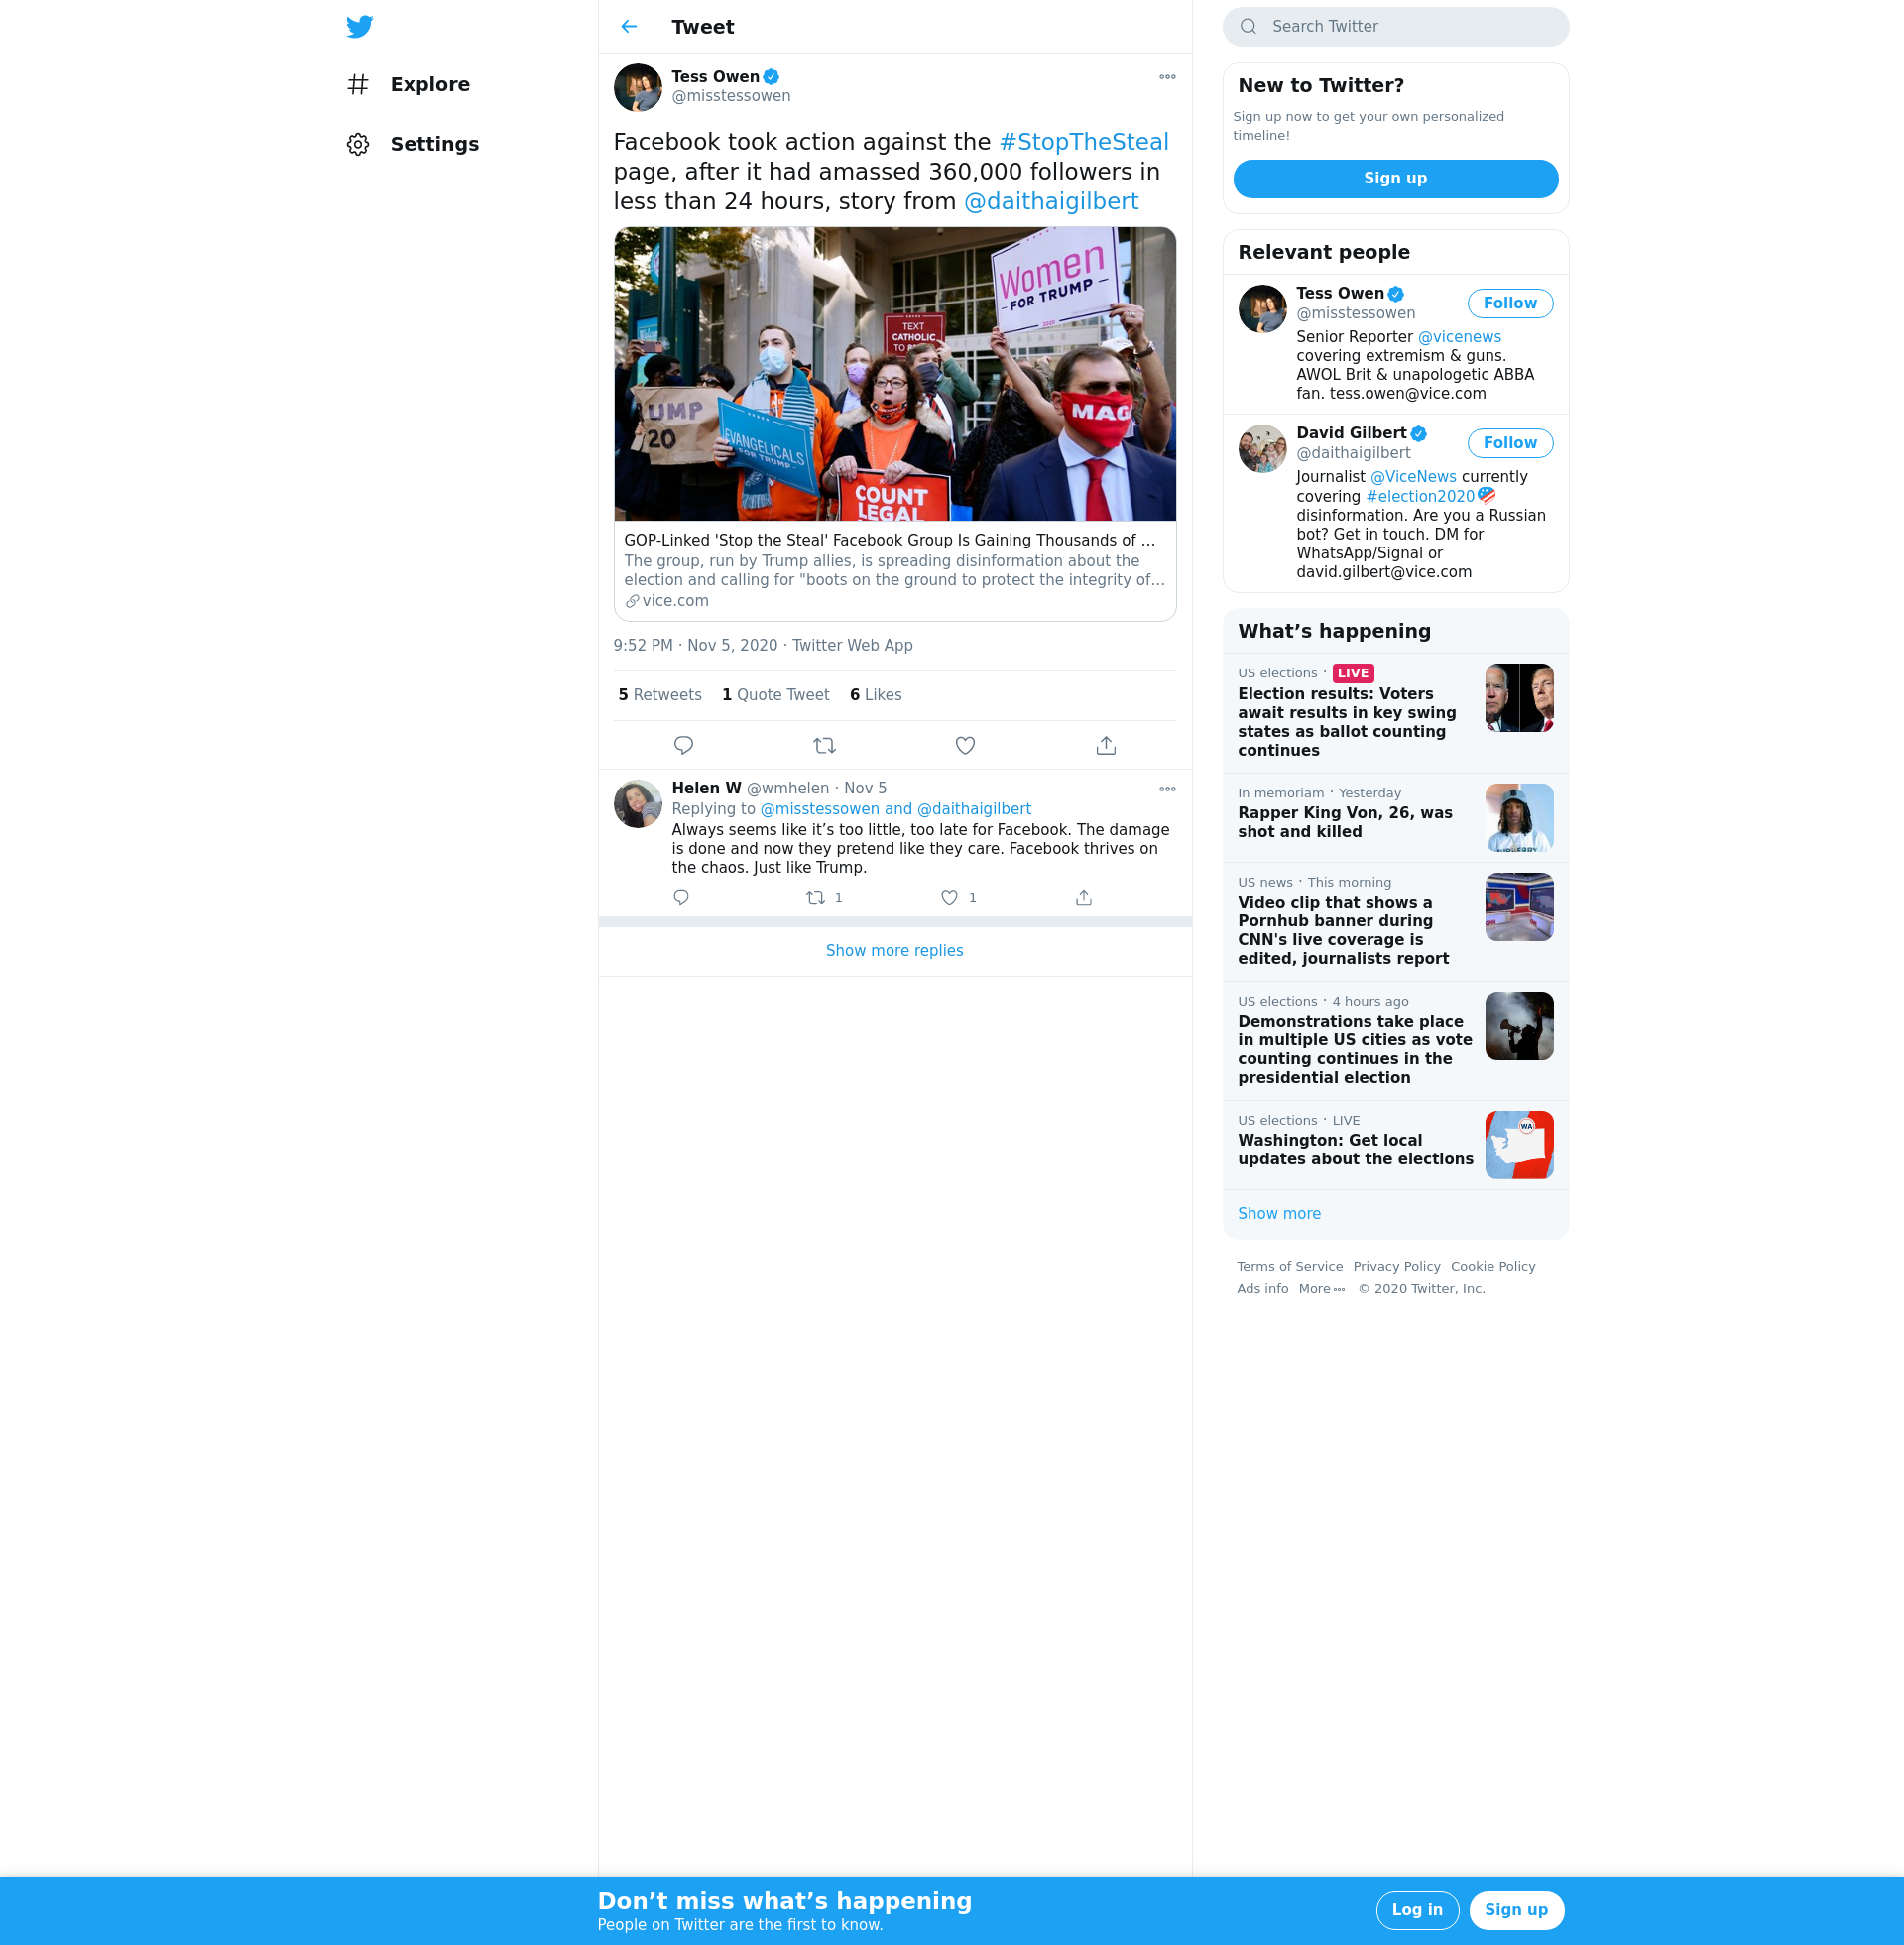 Explore
Settings
Tweet
Tess Owen
@misstessowen
Facebook took action against the #StopTheSteal
page, after it had amassed 360,000 followers in
less than 24 hours, story from @daithaigilbert
Women
FOR TRUMP
TEXT
CATHOLIC
TO
UMP
20
EVANGELICALS
FOR TRUMP
MAG
COUNT
LEGAL
GOP-Linked 'Stop the Steal' Facebook Group Is Gaining Thousands of ...
The group, run by Trump allies, is spreading disinformation about the
election and calling for "boots on the ground to protect the integrity of...
vice.com
9:52 PM · Nov 5, 2020 · Twitter Web App
5 Retweets 1 Quote Tweet 6 Likes
Helen W @wmhelen · Nov 5
Replying to @misstessowen and @daithaigilbert
Always seems like it’s too little, too late for Facebook. The damage
is done and now they pretend like they care. Facebook thrives on
the chaos. Just like Trump.
1 1
Show more replies
Search Twitter
New to Twitter?
Sign up now to get your own personalized
timeline!
Sign up
Relevant people
Tess Owen
@misstessowen
Follow
Senior Reporter @vicenews
covering extremism & guns.
AWOL Brit & unapologetic ABBA
fan. tess.owen@vice.com
David Gilbert
@daithaigilbert
Follow
Journalist @ViceNews currently
covering #election2020
disinformation. Are you a Russian
bot? Get in touch. DM for
WhatsApp/Signal or
david.gilbert@vice.com
What’s happening
US elections · LIVE
Election results: Voters
await results in key swing
states as ballot counting
continues
In memoriam · Yesterday
Rapper King Von, 26, was
shot and killed
US news · This morning
Video clip that shows a
Pornhub banner during
CNN's live coverage is
edited, journalists report
US elections · 4 hours ago
Demonstrations take place
in multiple US cities as vote
counting continues in the
presidential election
US elections · LIVE
Washington: Get local
updates about the elections
WA
Show more
Terms of Service Privacy Policy Cookie Policy
Ads info More © 2020 Twitter, Inc.
Don’t miss what’s happening
People on Twitter are the first to know.
Log in
Sign up